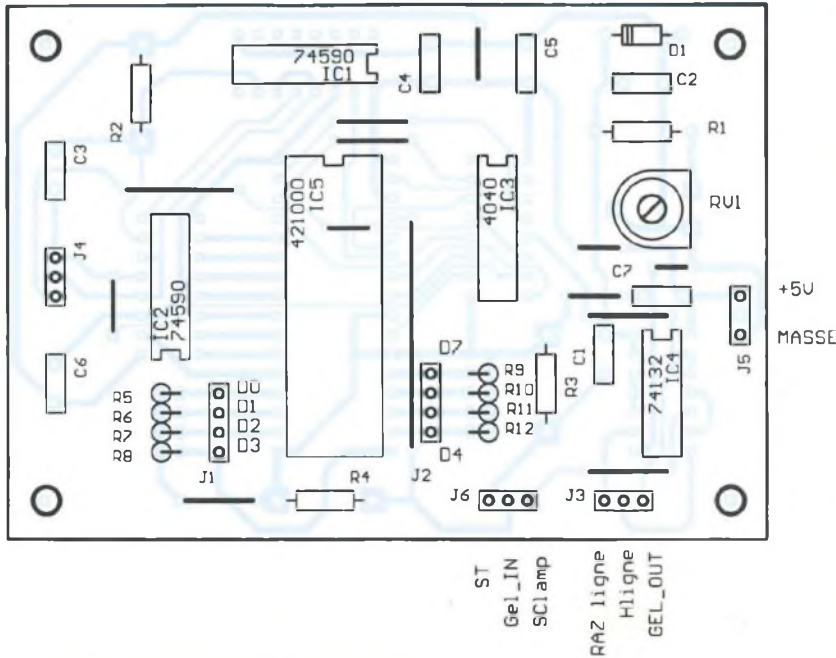 74590
IC1
C4
C5
D1
C2
R2
R1
C3
421000
IC5
4040
IC3
RV1
J4
C7
+5V
IC2
74590
MASSE
J5
C6
D7
R9
R10
R11
R12
R3
C1
74132
IC4
R5
R6
R7
R8
D0
D1
D2
D3
D4
J1
R4
J2
J6
J3
ST
Gel_IN
SClamp
RAZ ligne
Hligne
GEL_OUT